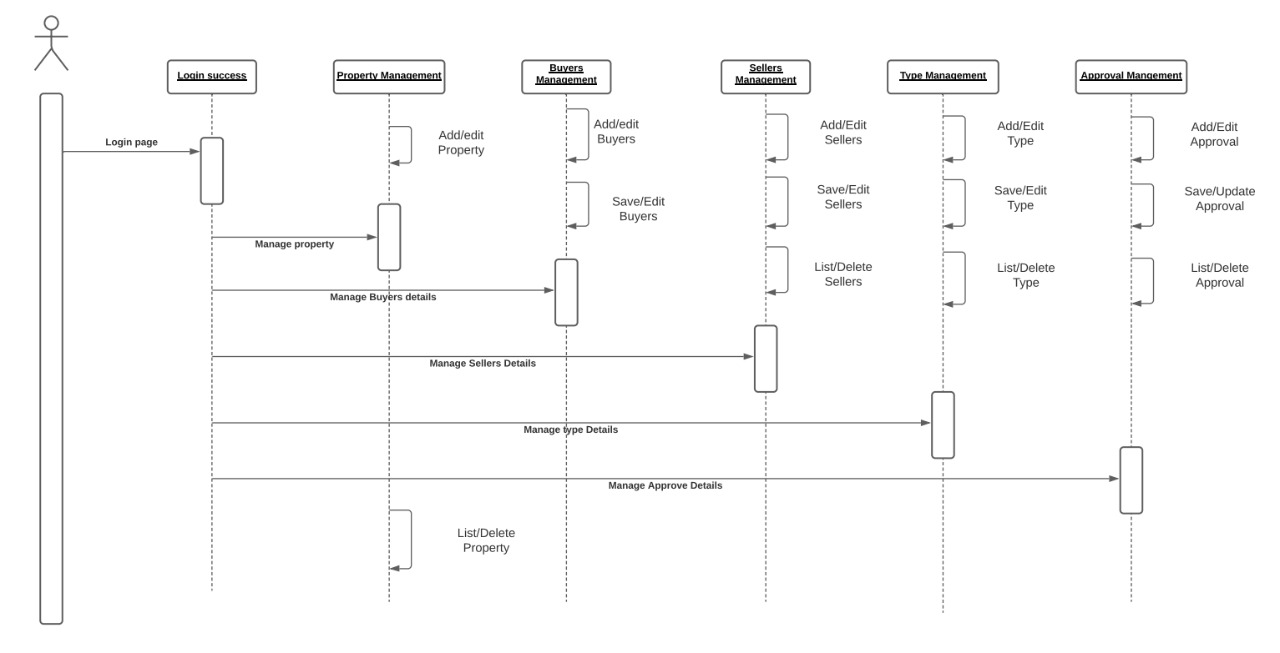 Login success
Property Management
Buyers
Management
Sellers
Management
Type Management
Approval Mangement
Add/edit
Property
Add/edit
Buyers
Add/Edit
Sellers
Add/Edit
Type
Add/Edit
Approval
Login page
Save/Edit
Buyers
Save/Edit
Sellers
Save/Edit
Type
Save/Update
Approval
Manage property
List/Delete
Sellers
List/Delete
Type
List/Delete
Approval
Manage Buyers details
Manage Sellers Details
Manage type Details
Manage Approve Details
List/Delete
Property